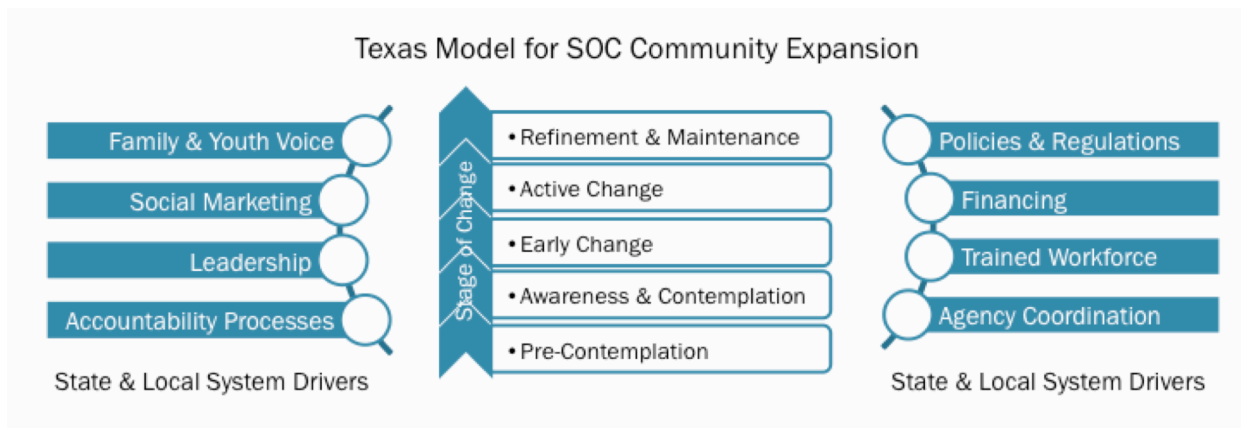 Texas Model for SOC Community Expansion
Family & Youth Voice
Social Marketing
Leadership
Accountability Processes
State & Local System Drivers
Stage of Change
• Refinement & Maintenance
• Active Change
• Early Change
• Awareness & Contemplation
• Pre-Contemplation
Policies & Regulations
Financing
Trained Workforce
Agency Coordination
State & Local System Drivers